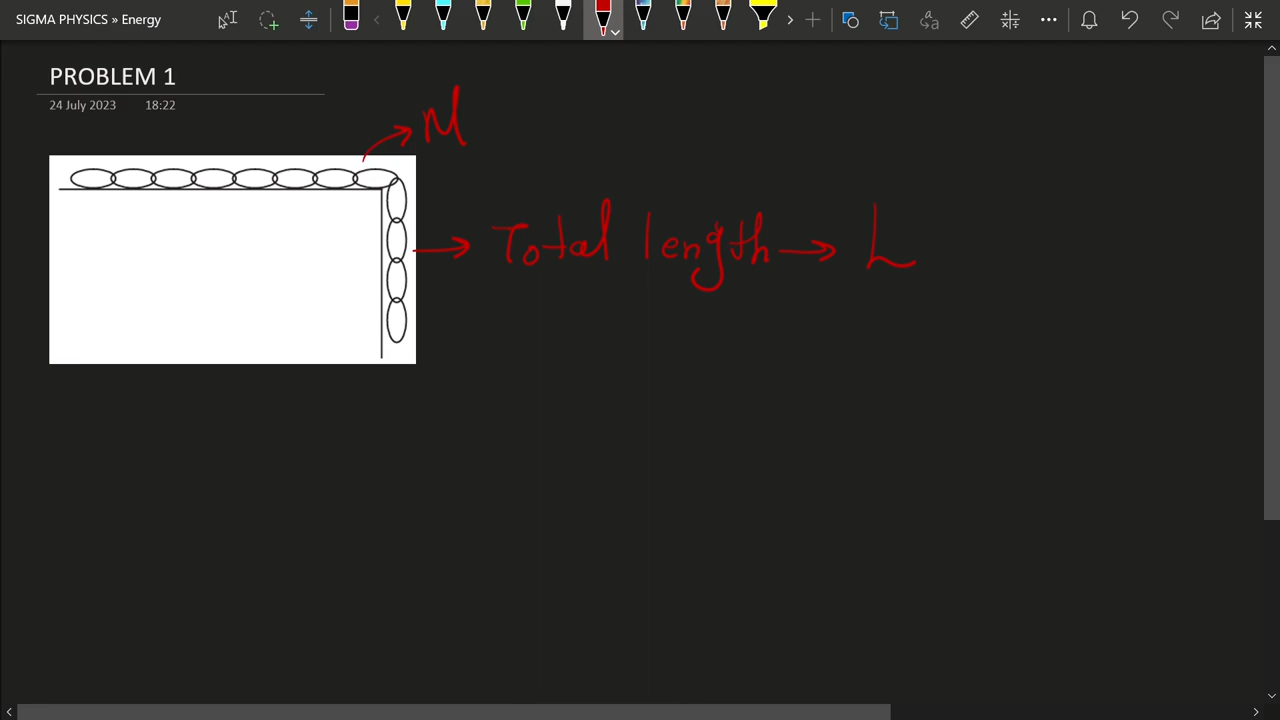 SIGMA PHYSICS » Energy
PROBLEM 1
24 July 2023 18:22
M
Total length → L